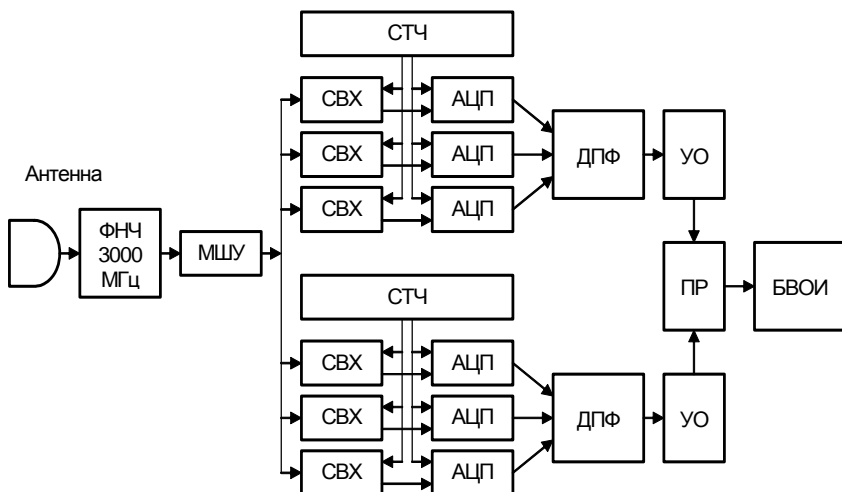 СТЧ
СВХ АЦП
СВХ АЦП ДПФ УО
СВХ АЦП
Антенна
ФНЧ
3000
МГц
МШУ
ПР БВОИ
СТЧ
СВХ АЦП
СВХ АЦП ДПФ УО
СВХ АЦП